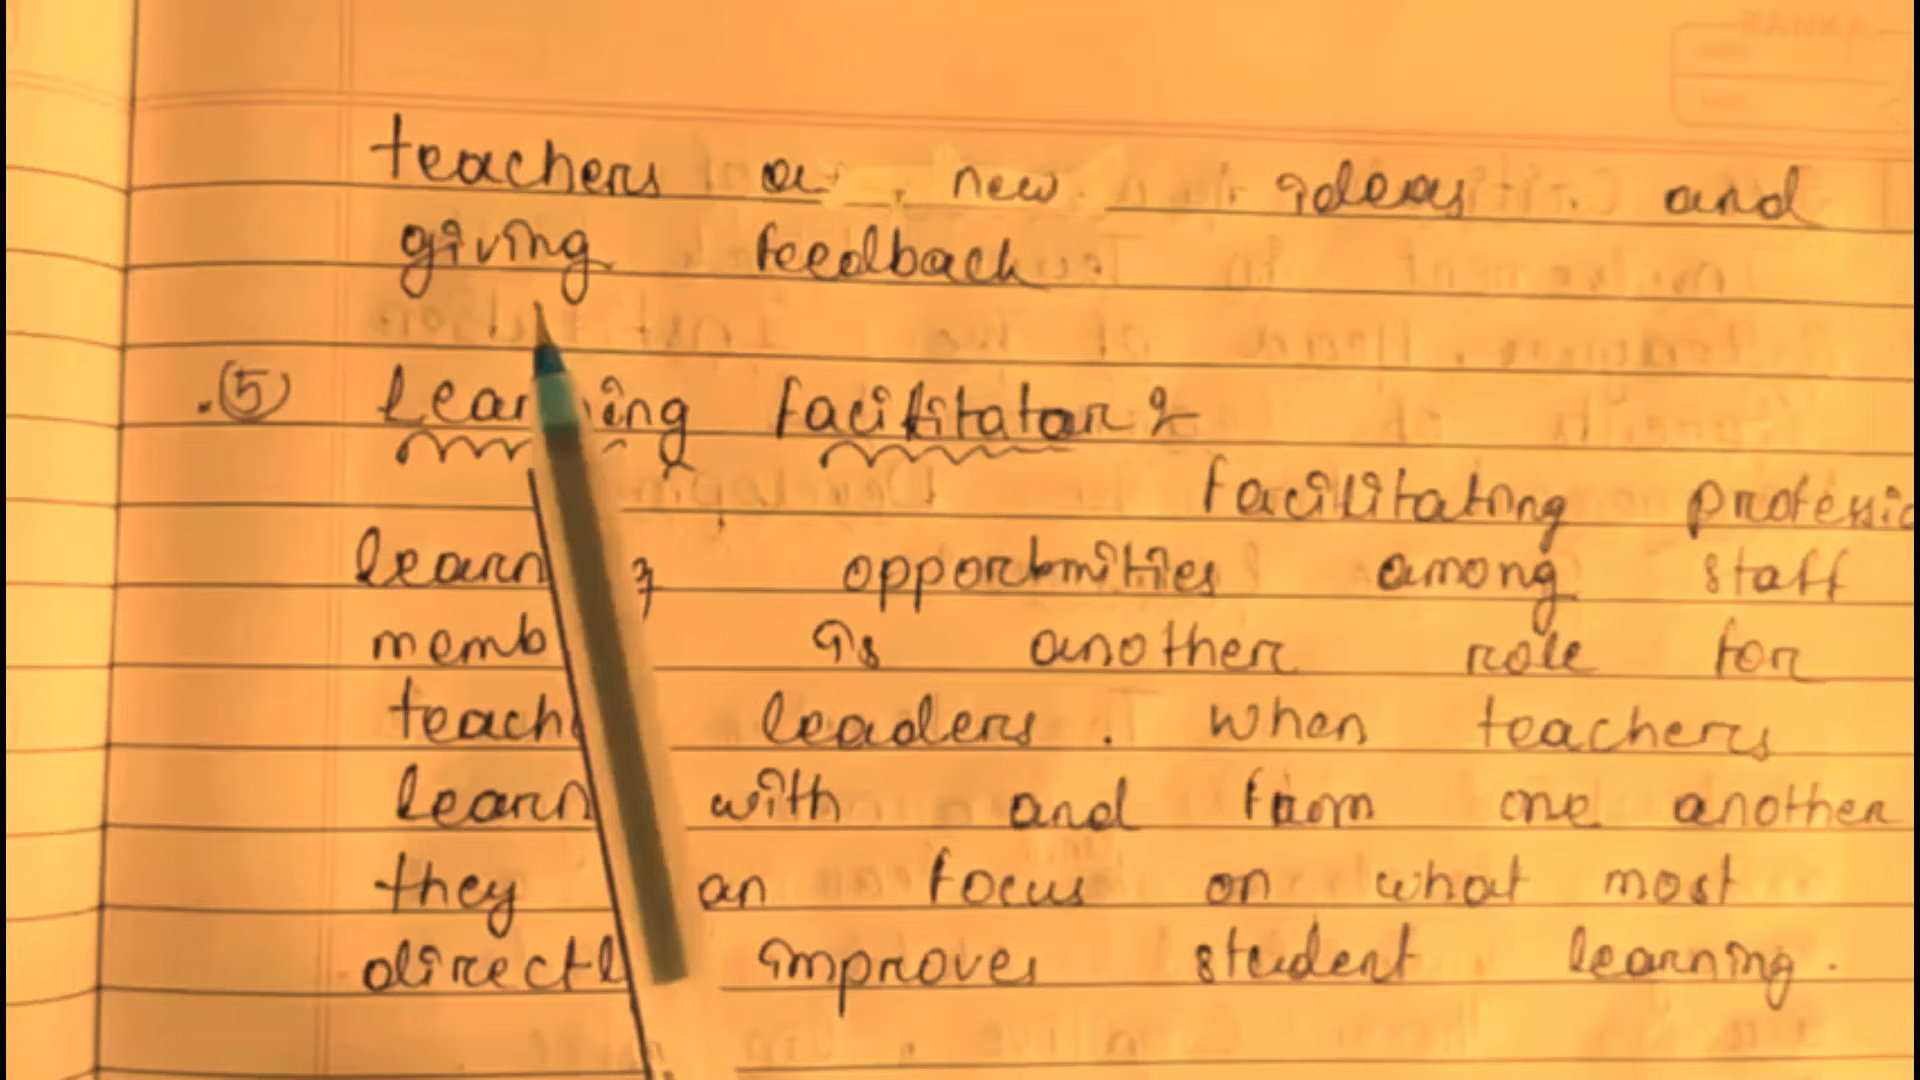 teachers new ideas and
giving feedback
(5) Learning Facilitator :-
Facilitating
opportunities among staff
is another role for
leaders. When teachers
learn with and from one another
they focus on what most
improves student learning.